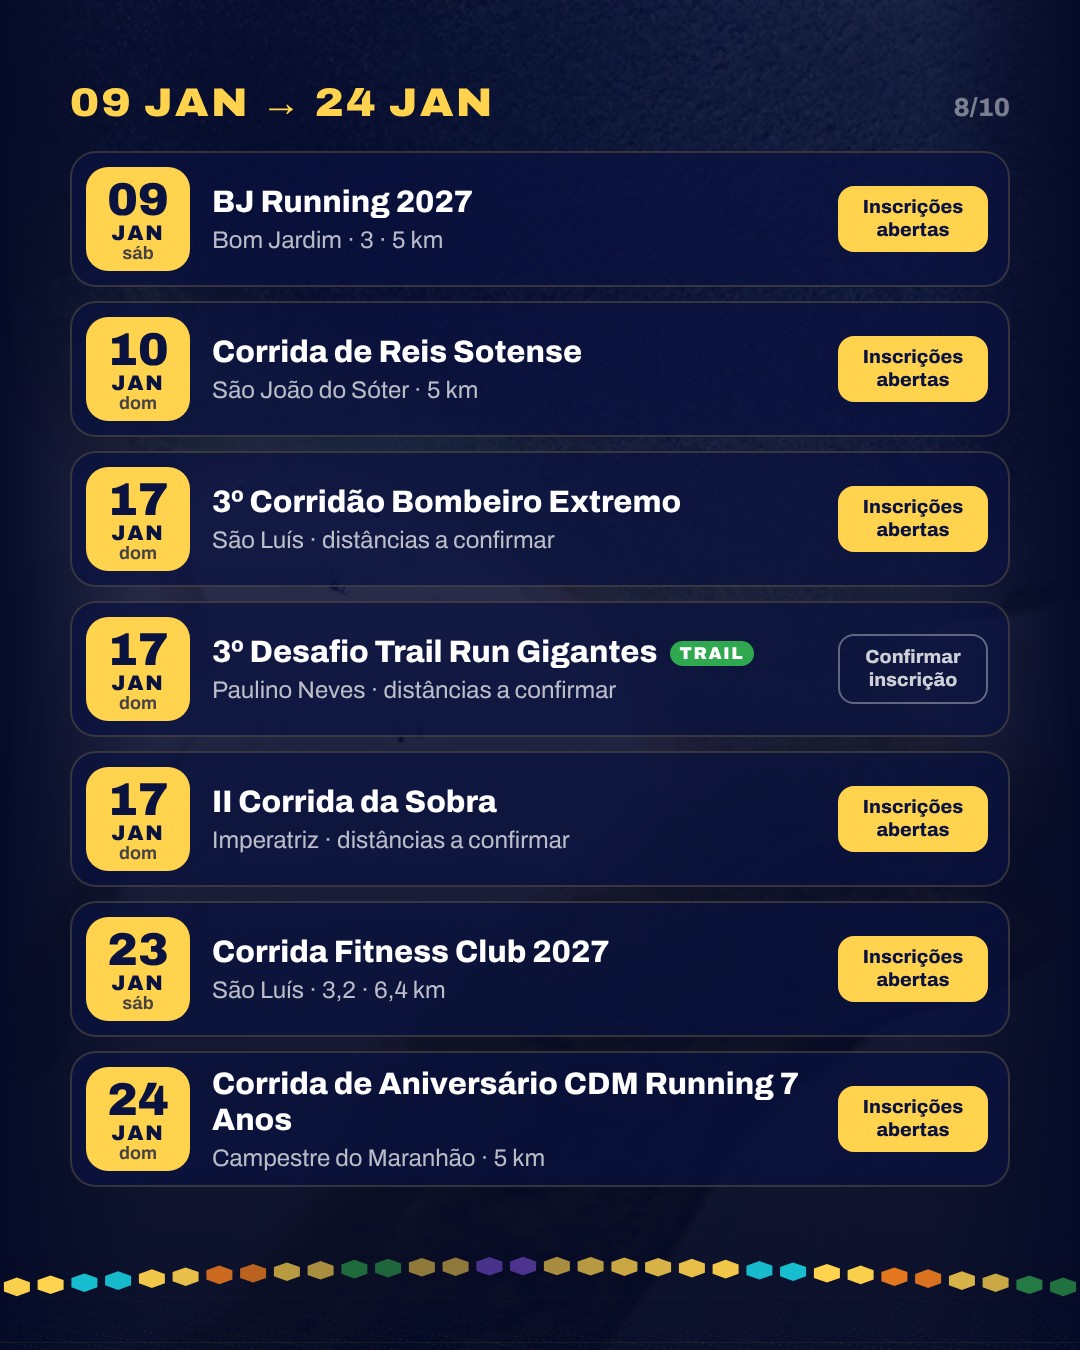 09 JAN → 24 JAN
8/10
09
JAN
sáb
BJ Running 2027
Bom Jardim · 3 · 5 km
Inscrições
abertas
10
JAN
dom
Corrida de Reis Sotense
São João do Sóter · 5 km
Inscrições
abertas
17
JAN
dom
3º Corridão Bombeiro Extremo
São Luís · distâncias a confirmar
Inscrições
abertas
17
JAN
dom
3º Desafio Trail Run Gigantes TRAIL
Paulino Neves · distâncias a confirmar
Confirmar
inscrição
17
JAN
dom
II Corrida da Sobra
Imperatriz · distâncias a confirmar
Inscrições
abertas
23
JAN
sáb
Corrida Fitness Club 2027
São Luís · 3,2 · 6,4 km
Inscrições
abertas
24
JAN
dom
Corrida de Aniversário CDM Running 7
Anos
Campestre do Maranhão · 5 km
Inscrições
abertas